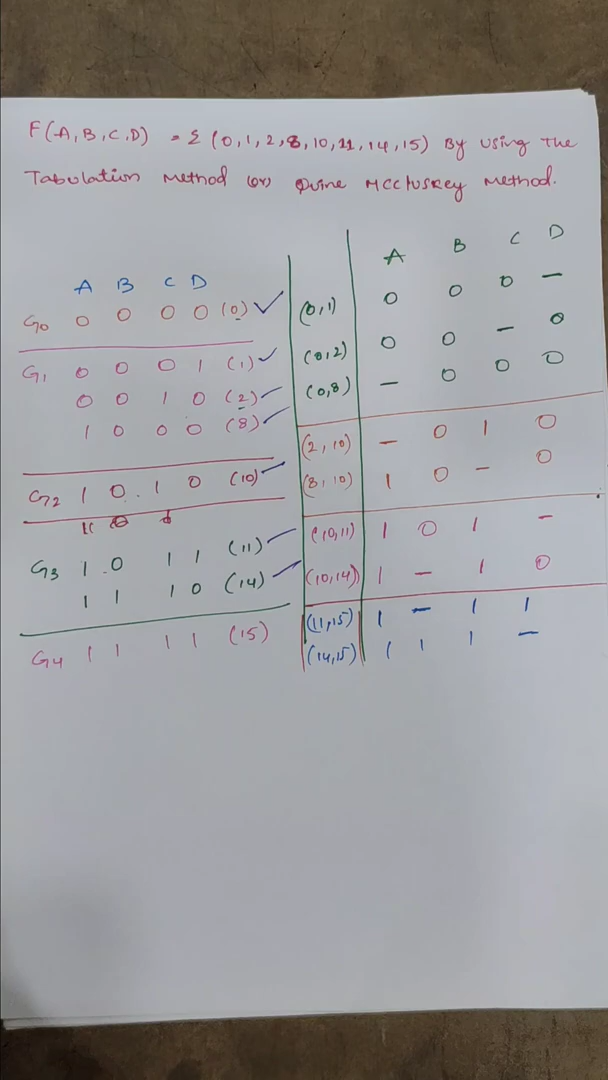 F(A,B,C,D) = Σ (0,1,2,8,10,11,14,15) By using the
Tabulation Method (or) Quine MCCluskey Method.
A B C D
G0 0 0 0 0 (0) ✓
G1 0 0 0 1 (1) ✓
0 0 1 0 (2) ✓
1 0 0 0 (8) ✓
G2 1 0 1 0 (10) ✓
G3 1 0 1 1 (11) ✓
1 1 1 0 (14) ✓
G4 1 1 1 1 (15)
A B C D
(0,1) 0 0 0 –
(0,2) 0 0 – 0
(0,8) – 0 0 0
(2,10) – 0 1 0
(8,10) 1 0 – 0
(10,11) 1 0 1 –
(10,14) 1 – 1 0
(11,15) 1 – 1 1
(14,15) 1 1 1 –